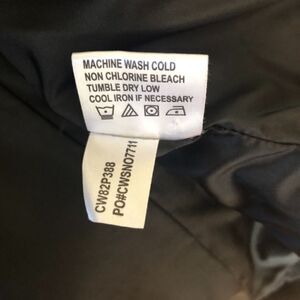 MACHINE WASH COLD
NON CHLORINE BLEACH
TUMBLE DRY LOW
COOL IRON IF NECESSARY
CW82P388
PO#CWSNO7711